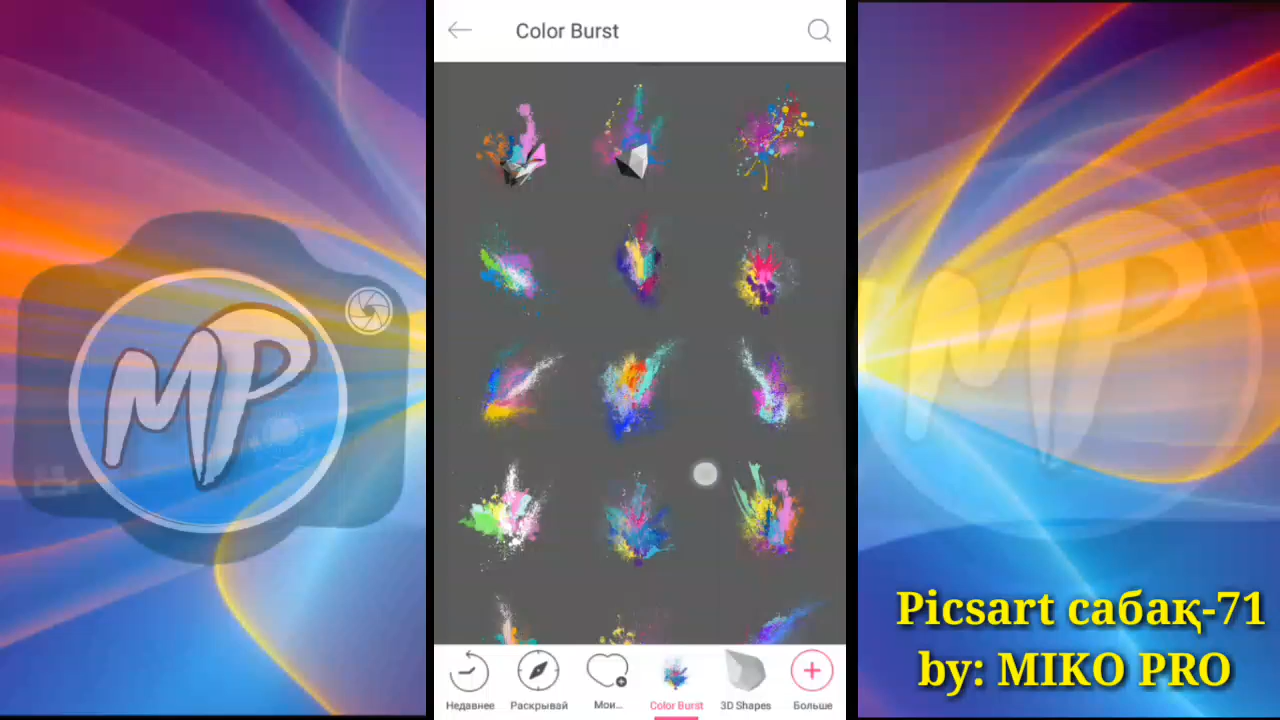 Color Burst
MP
MP
Недавнее
Раскрывай
Мои...
Color Burst
3D Shapes
Больше
Picsart сабақ-71
by: MIKO PRO